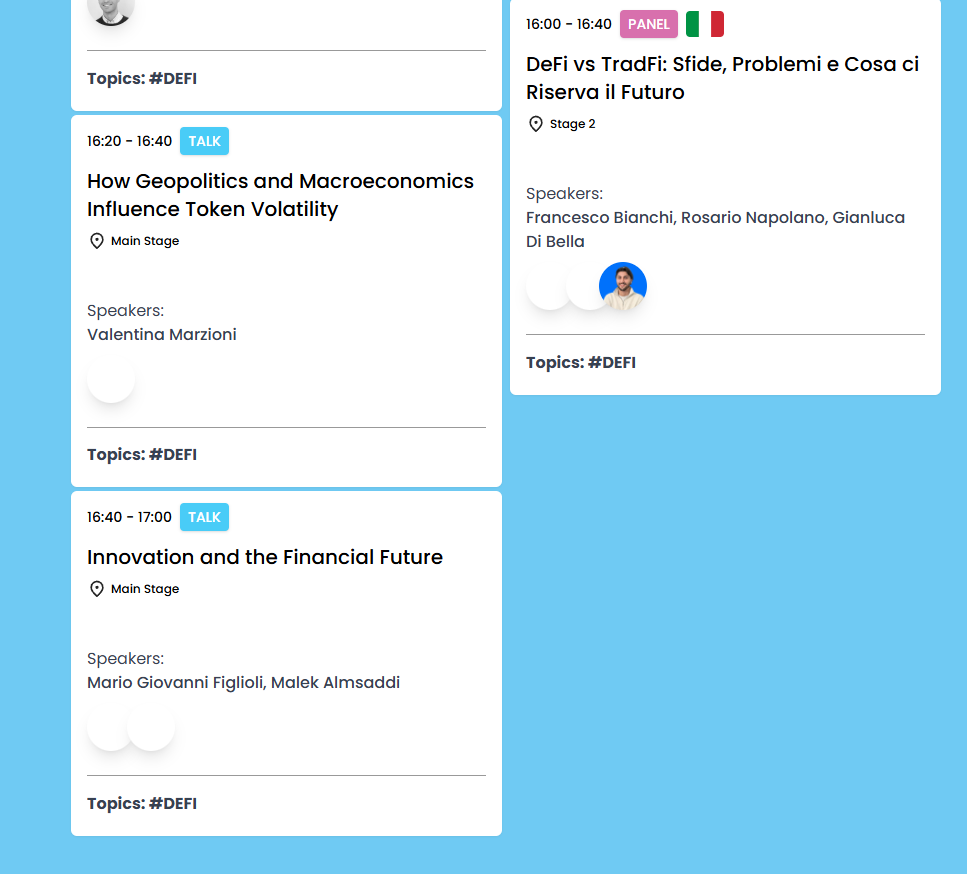 Topics: #DEFI
16:20 - 16:40 TALK
How Geopolitics and Macroeconomics
Influence Token Volatility
Main Stage
Speakers:
Valentina Marzioni
Topics: #DEFI
16:40 - 17:00 TALK
Innovation and the Financial Future
Main Stage
Speakers:
Mario Giovanni Figlioli, Malek Almsaddi
Topics: #DEFI
16:00 - 16:40 PANEL
DeFi vs TradFi: Sfide, Problemi e Cosa ci
Riserva il Futuro
Stage 2
Speakers:
Francesco Bianchi, Rosario Napolano, Gianluca
Di Bella
Topics: #DEFI